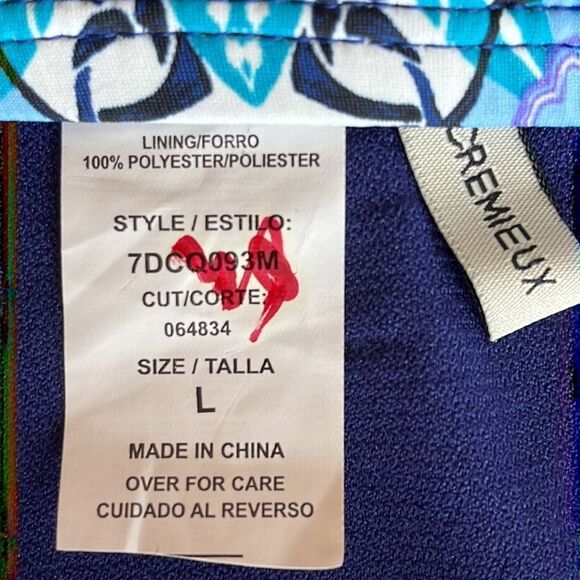 LINING/FORRO
100% POLYESTER/POLIESTER
STYLE / ESTILO:
7DCQ093M
CUT/CORTE:
064834
SIZE / TALLA
L
MADE IN CHINA
OVER FOR CARE
CUIDADO AL REVERSO
CREMIEUX